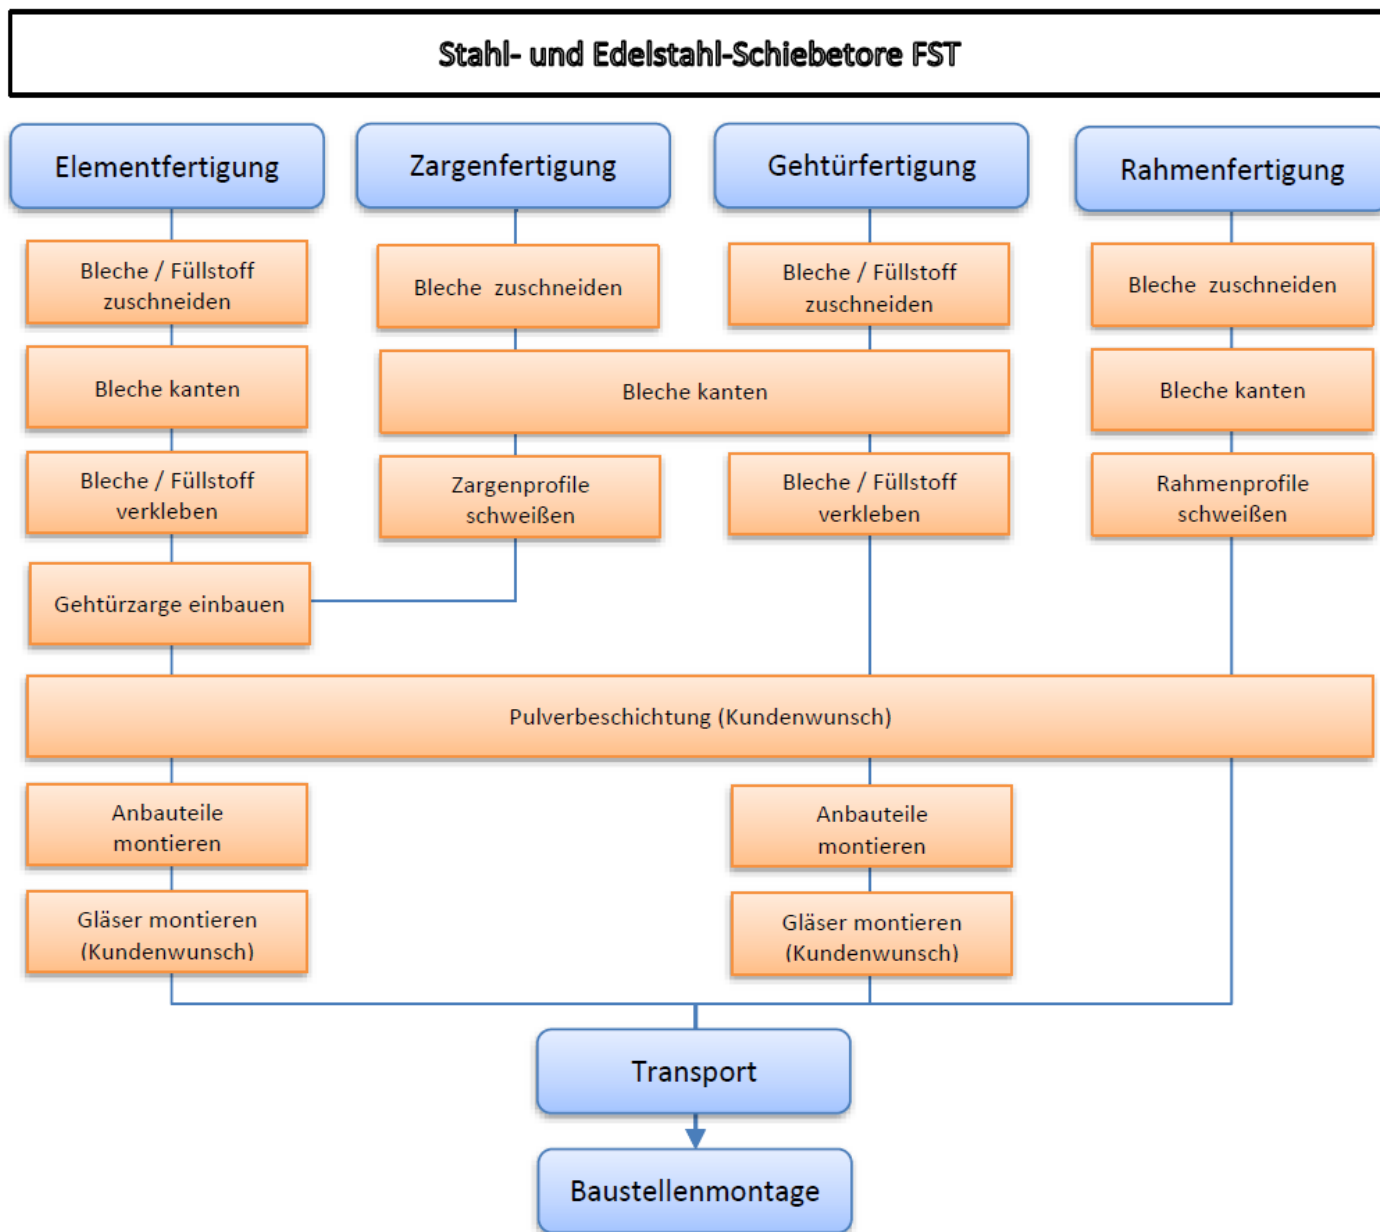 Stahl- und Edelstahl-Schiebetore FST
Elementfertigung
Zargenfertigung
Gehtürfertigung
Rahmenfertigung
Bleche / Füllstoff
zuschneiden
Bleche zuschneiden
Bleche / Füllstoff
zuschneiden
Bleche zuschneiden
Bleche kanten
Bleche kanten
Bleche kanten
Bleche / Füllstoff
verkleben
Zargenprofile
schweißen
Bleche / Füllstoff
verkleben
Rahmenprofile
schweißen
Gehtürzarge einbauen
Pulverbeschichtung (Kundenwunsch)
Anbauteile
montieren
Anbauteile
montieren
Gläser montieren
(Kundenwunsch)
Gläser montieren
(Kundenwunsch)
Transport
Baustellenmontage